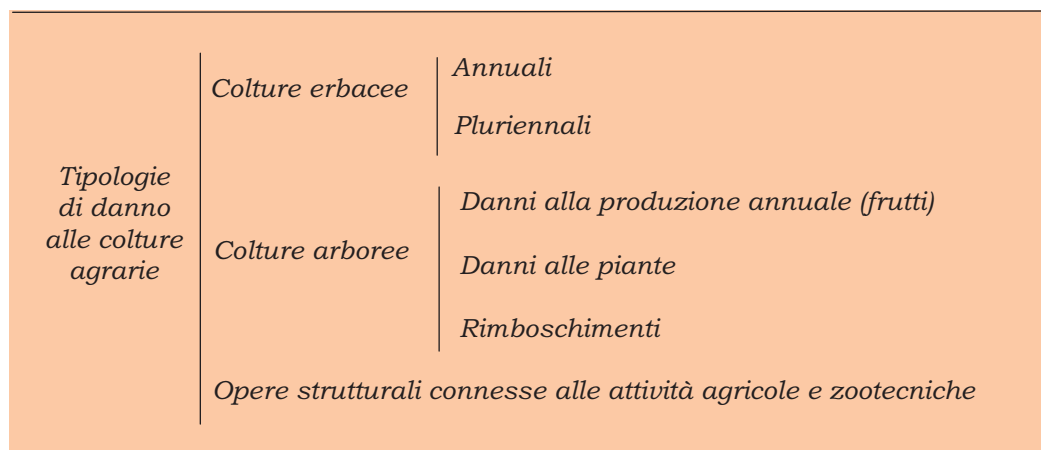 Tipologie
di danno
alle colture
agrarie
Colture erbacee
Annuali
Pluriennali
Colture arboree
Danni alla produzione annuale (frutti)
Danni alle piante
Rimboschimenti
Opere strutturali connesse alle attività agricole e zootecniche